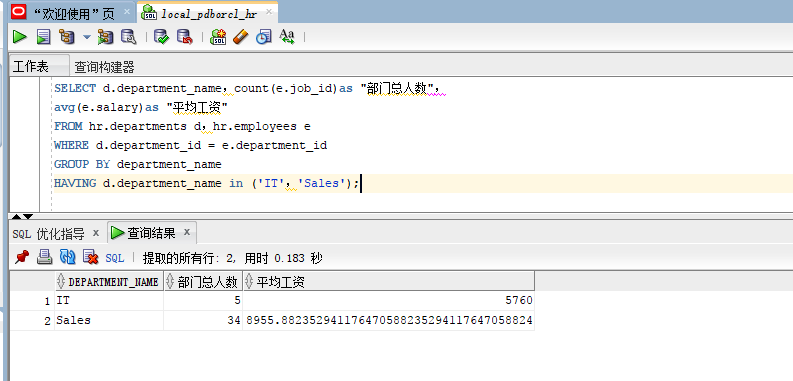 “欢迎使用”页
local_pdborcl_hr
工作表 查询构建器
SELECT d.department_name，count(e.job_id)as "部门总人数"，
avg(e.salary)as "平均工资"
FROM hr.departments d，hr.employees e
WHERE d.department_id = e.department_id
GROUP BY department_name
HAVING d.department_name in ('IT'，'Sales');
SQL 优化指导 x 查询结果 x
SQL | 提取的所有行: 2, 用时 0.183 秒
DEPARTMENT_NAME 部门总人数 平均工资
1 IT 5 5760
2 Sales 34 8955.882352941176470588235294117647058824